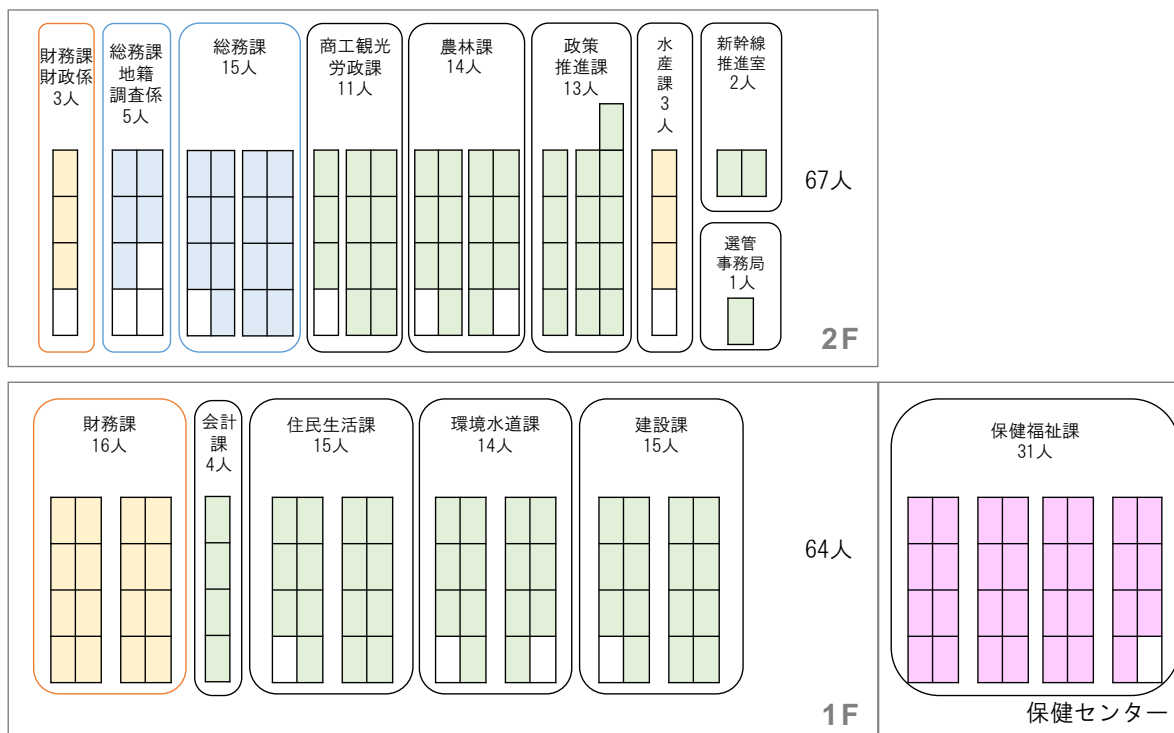 財務課
財政係
3人
総務課
地籍
調査係
5人
総務課
15人
商工観光
労政課
11人
農林課
14人
政策
推進課
13人
水
産
課
3
人
新幹線
推進室
2人
67人
選管
事務局
1人
2F
財務課
16人
会計
課
4人
住民生活課
15人
環境水道課
14人
建設課
15人
64人
1F
保健福祉課
31人
保健センター